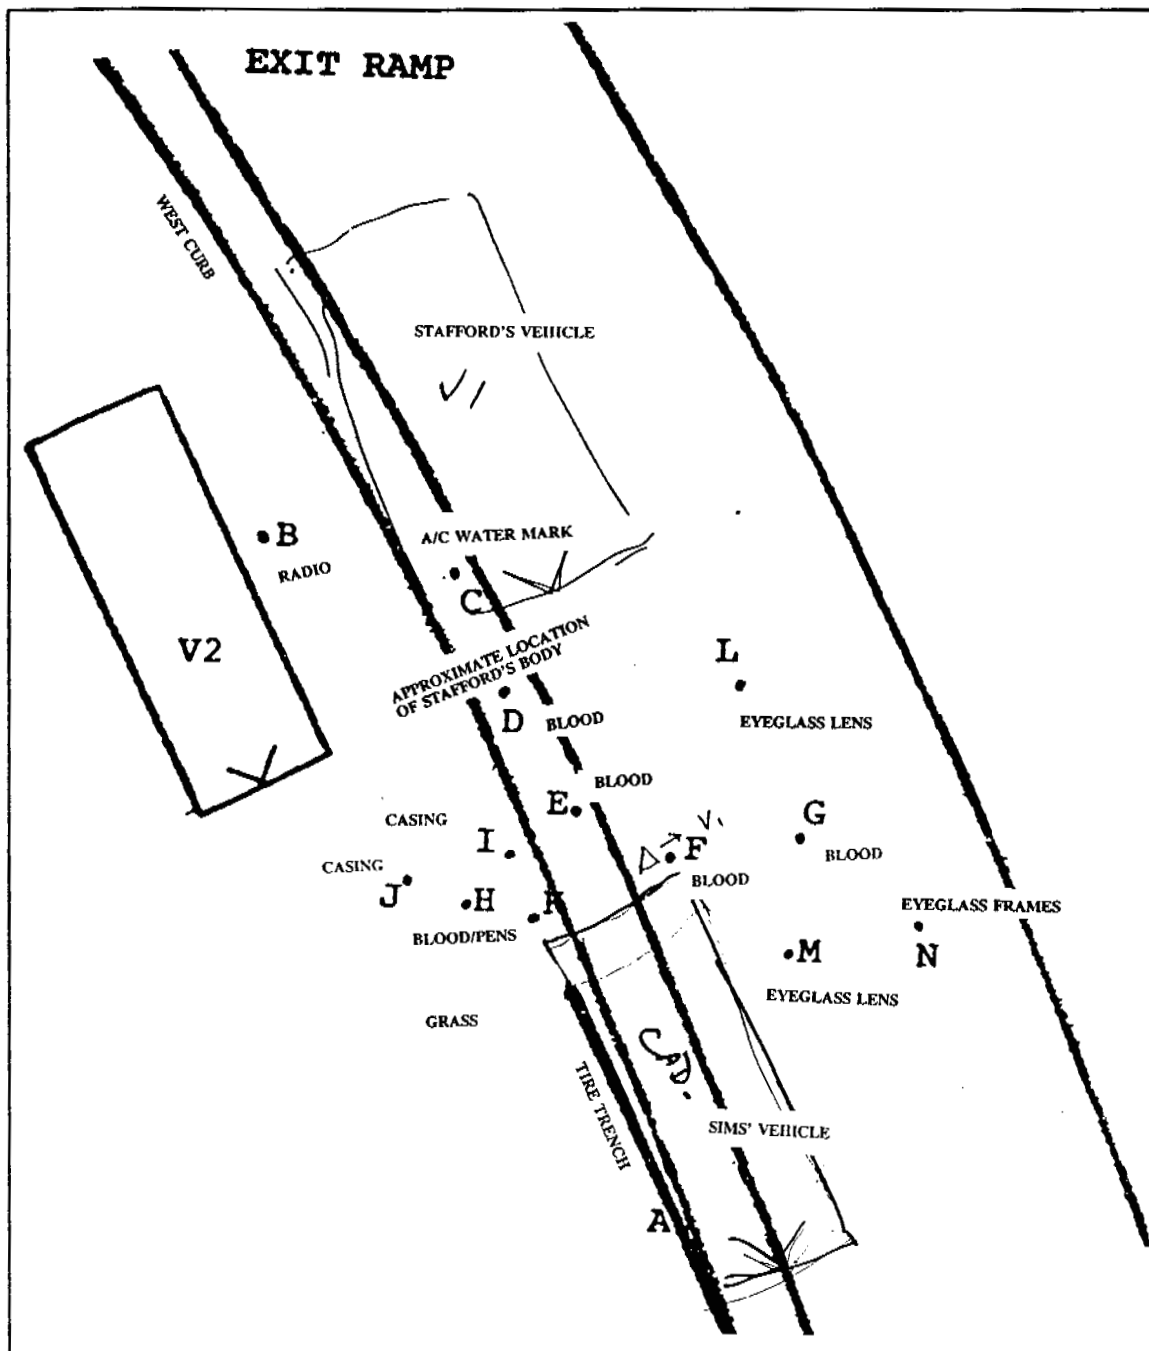 EXIT RAMP
WEST CURB
STAFFORD'S VEHICLE
V1
B
RADIO
A/C WATER MARK
C
V2
APPROXIMATE LOCATION
OF STAFFORD'S BODY
L
D
BLOOD
EYEGLASS LENS
E
BLOOD
CASING
V.
G
I
F
BLOOD
CASING
J
H
A
BLOOD
EYEGLASS FRAMES
BLOOD/PENS
M
N
EYEGLASS LENS
GRASS
CAD.
TIRE TRENCH
SIMS' VEHICLE
A